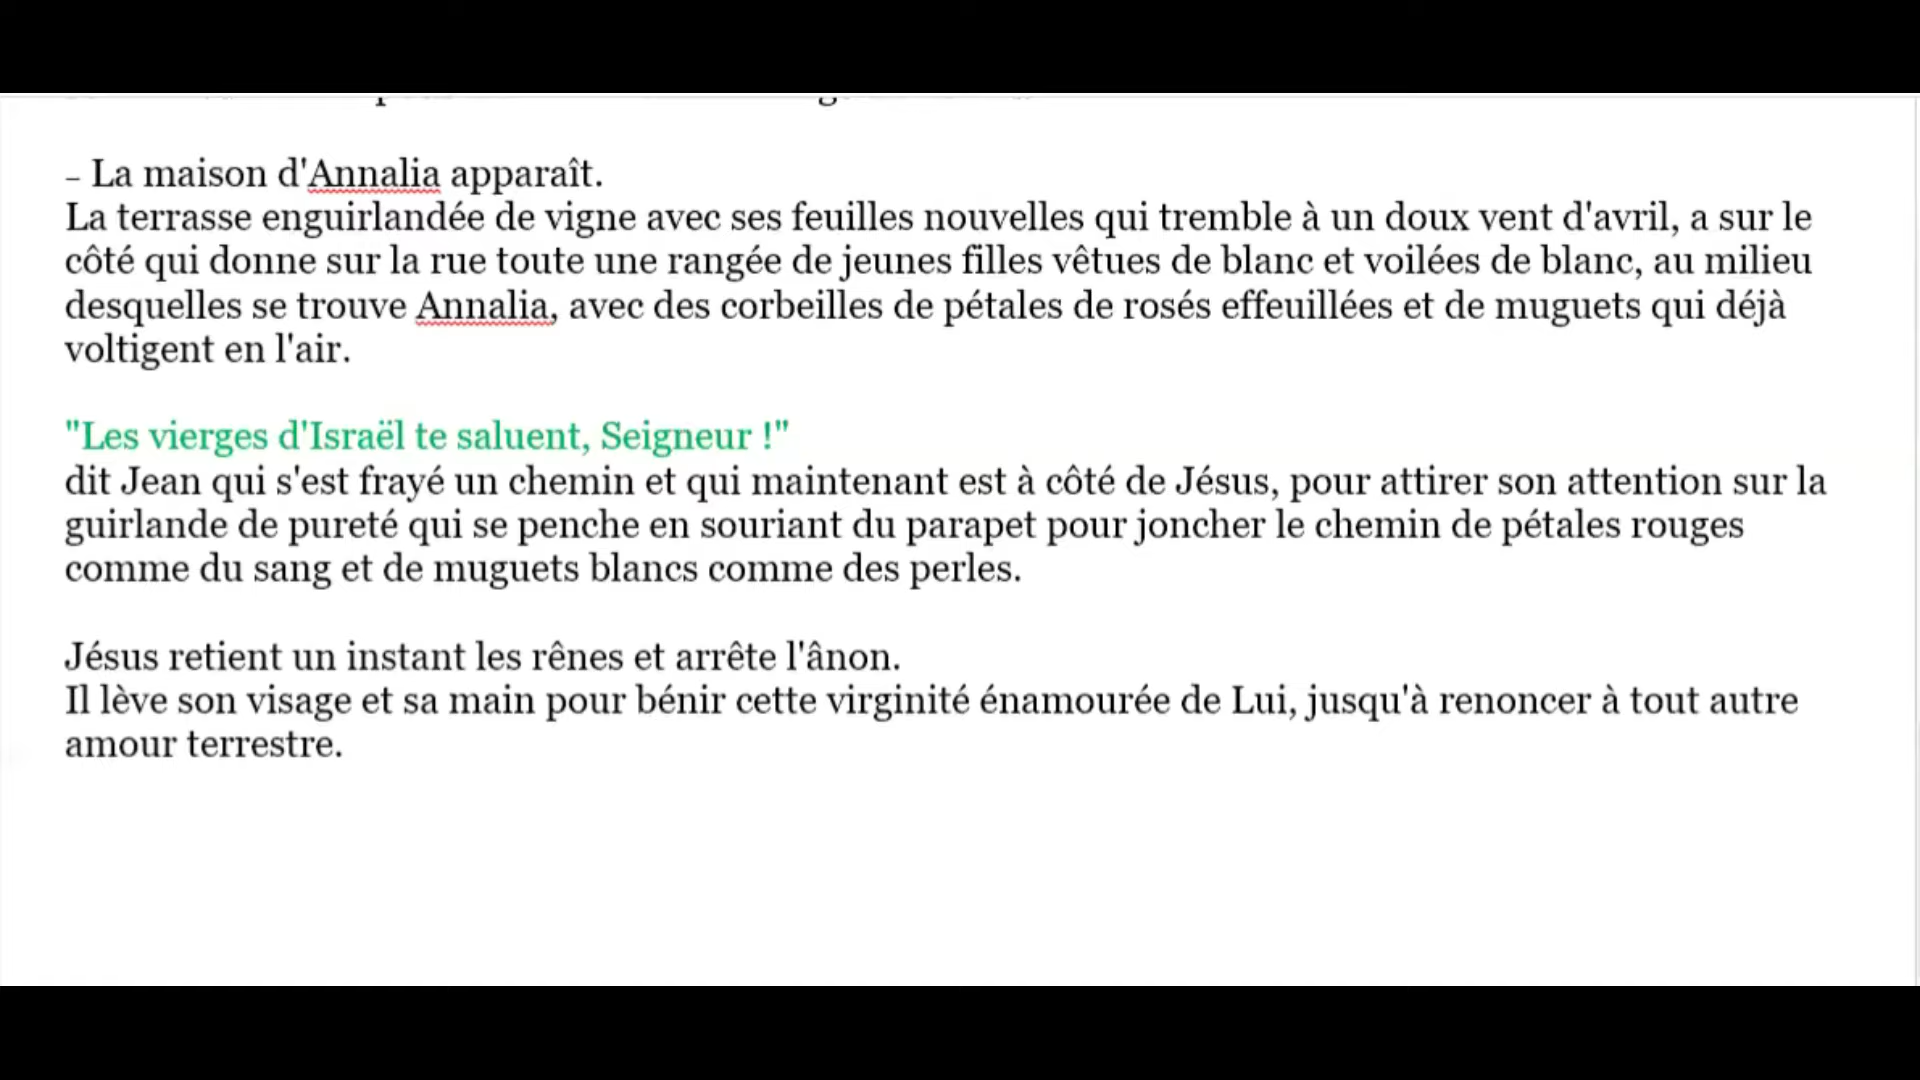 – La maison d'Annalia apparaît.
La terrasse enguirlandée de vigne avec ses feuilles nouvelles qui tremble à un doux vent d'avril, a sur le
côté qui donne sur la rue toute une rangée de jeunes filles vêtues de blanc et voilées de blanc, au milieu
desquelles se trouve Annalia, avec des corbeilles de pétales de rosés effeuillées et de muguets qui déjà
voltigent en l'air.
"Les vierges d'Israël te saluent, Seigneur !"
dit Jean qui s'est frayé un chemin et qui maintenant est à côté de Jésus, pour attirer son attention sur la
guirlande de pureté qui se penche en souriant du parapet pour joncher le chemin de pétales rouges
comme du sang et de muguets blancs comme des perles.
Jésus retient un instant les rênes et arrête l'ânon.
Il lève son visage et sa main pour bénir cette virginité énamourée de Lui, jusqu'à renoncer à tout autre
amour terrestre.